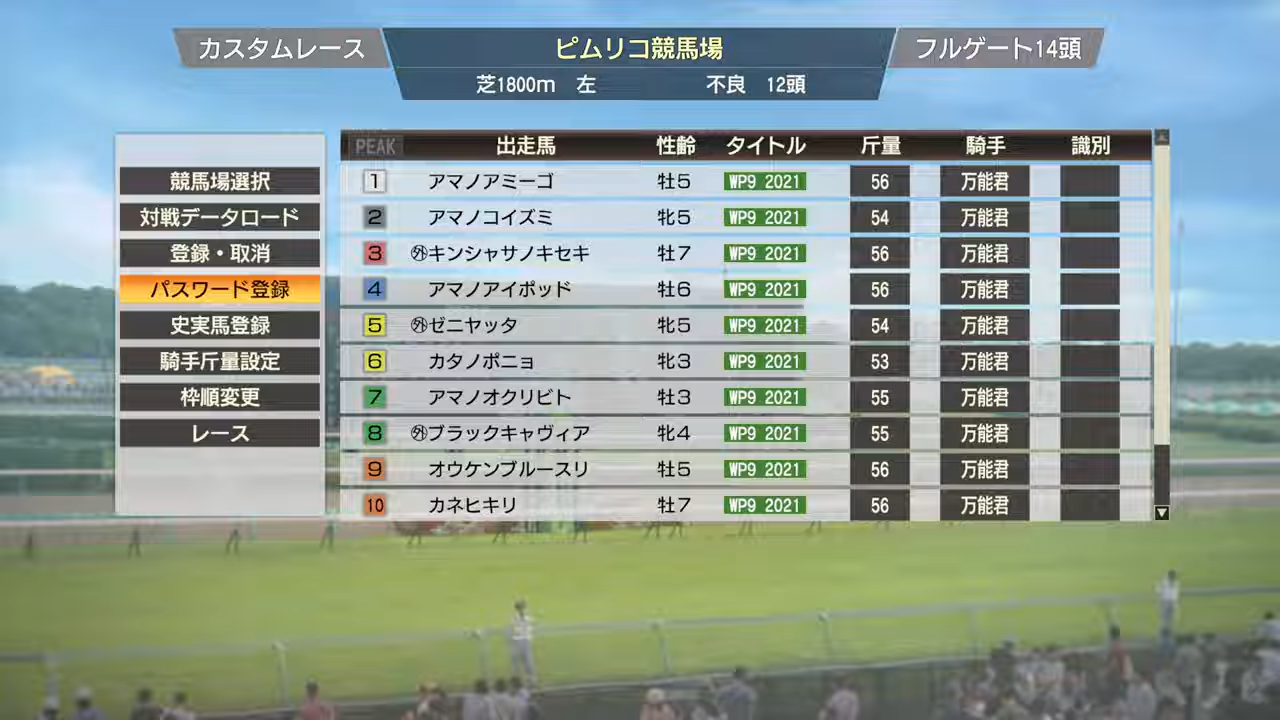 カスタムレース ピムリコ競馬場 フルゲート14頭
芝1800m 左 不良 12頭
PEAK 出走馬 性齢 タイトル 斤量 騎手 識別
競馬場選択
対戦データロード
登録・取消
パスワード登録
史実馬登録
騎手斤量設定
枠順変更
レース
1 アマノアミーゴ 牡5 WP9 2021 56 万能君
2 アマノコイズミ 牝5 WP9 2021 54 万能君
3 ㊕キンシャサノキセキ 牡7 WP9 2021 56 万能君
4 アマノアイポッド 牡6 WP9 2021 56 万能君
5 外ゼニヤッタ 牝5 WP9 2021 54 万能君
6 カタノポニョ 牝3 WP9 2021 53 万能君
7 アマノオクリビト 牡3 WP9 2021 55 万能君
8 外ブラックキャヴィア 牝4 WP9 2021 55 万能君
9 オウケンブルースリ 牡5 WP9 2021 56 万能君
10 カネヒキリ 牡7 WP9 2021 56 万能君